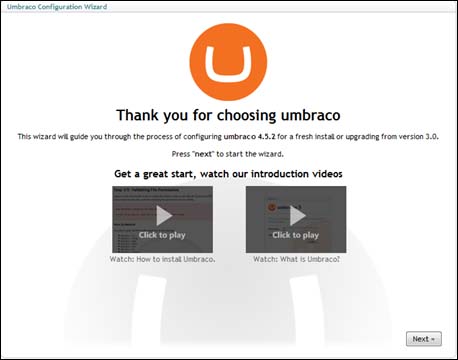 Umbraco Configuration Wizard
Thank you for choosing umbraco
This wizard will guide you through the process of configuring umbraco 4.5.2 for a fresh install or upgrading from version 3.0.
Press "next" to start the wizard.
Get a great start, watch our introduction videos
Click to play
Click to play
Watch: How to install Umbraco.
Watch: What is Umbraco?
Next »